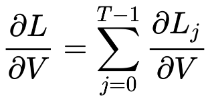 ∂L/∂V = ∑_{j=0}^{T−1} ∂L_j/∂V